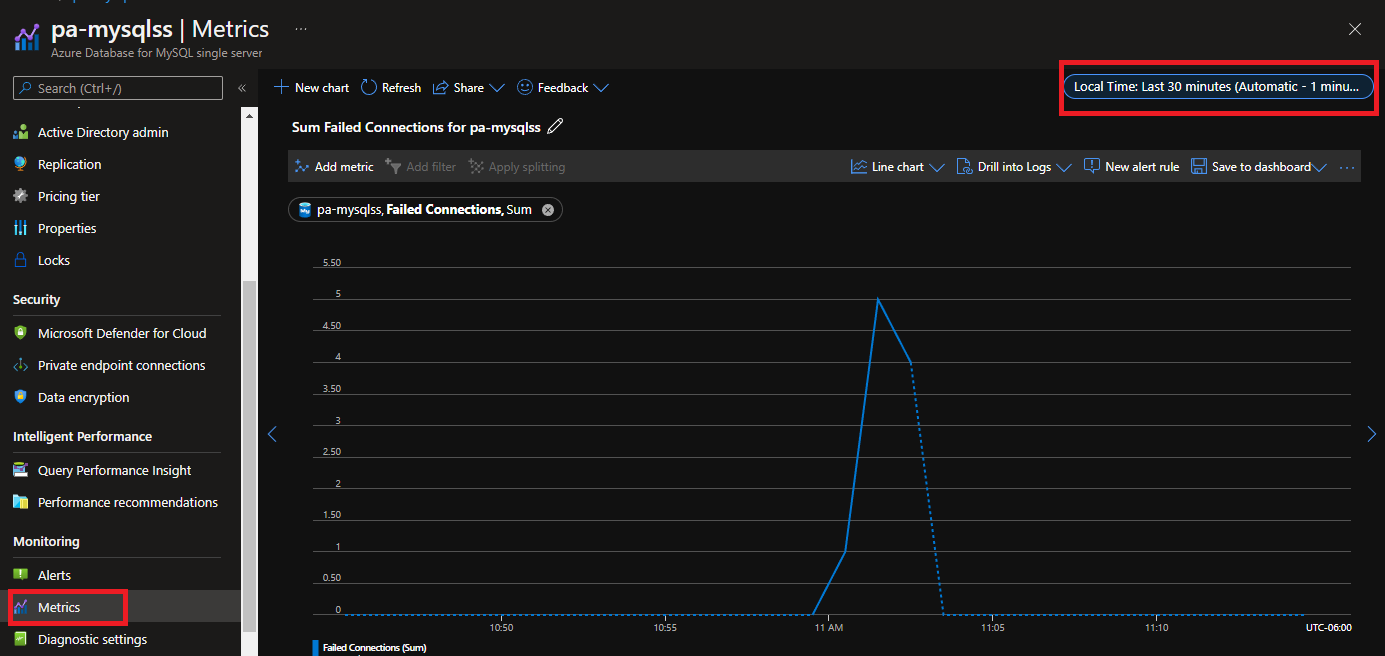 pa-mysqlss | Metrics ...
Azure Database for MySQL single server
Search (Ctrl+/)
«
Active Directory admin
Replication
Pricing tier
Properties
Locks
Security
Microsoft Defender for Cloud
Private endpoint connections
Data encryption
Intelligent Performance
Query Performance Insight
Performance recommendations
Monitoring
Alerts
Metrics
Diagnostic settings
New chart Refresh Share Feedback
Local Time: Last 30 minutes (Automatic - 1 minu...
Sum Failed Connections for pa-mysqlss
Add metric Add filter Apply splitting Line chart Drill into Logs New alert rule Save to dashboard ...
pa-mysqlss, Failed Connections, Sum
5.50
5
4.50
4
3.50
3
2.50
2
1.50
1
0.50
0
10:50 10:55 11 AM 11:05 11:10 UTC-06:00
Failed Connections (Sum)